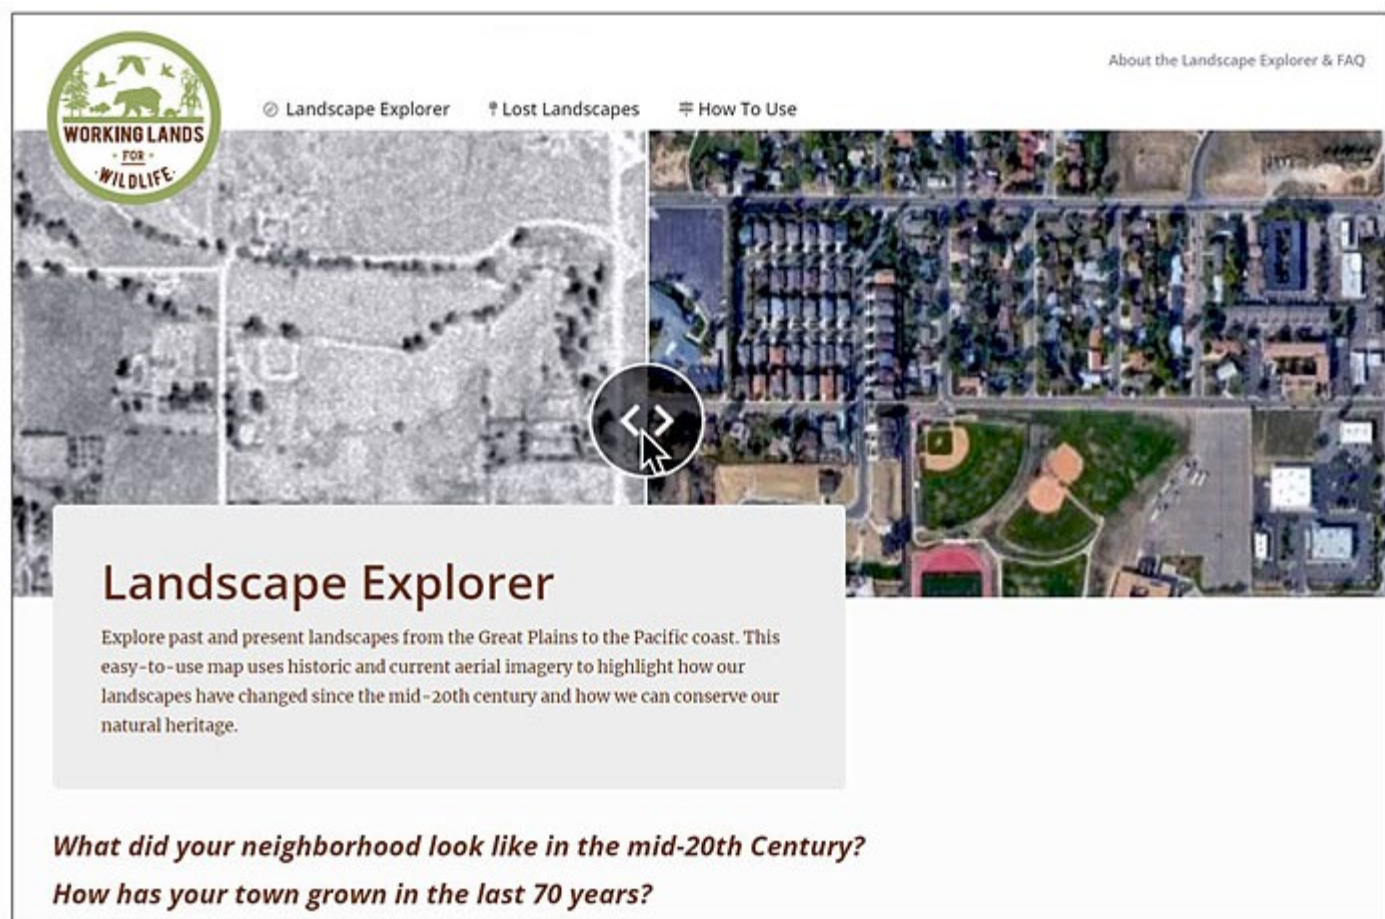 WORKING LANDS
FOR
WILDLIFE
About the Landscape Explorer & FAQ
Landscape Explorer
Lost Landscapes
How To Use
Landscape Explorer
Explore past and present landscapes from the Great Plains to the Pacific coast. This
easy-to-use map uses historic and current aerial imagery to highlight how our
landscapes have changed since the mid-20th century and how we can conserve our
natural heritage.
What did your neighborhood look like in the mid-20th Century?
How has your town grown in the last 70 years?